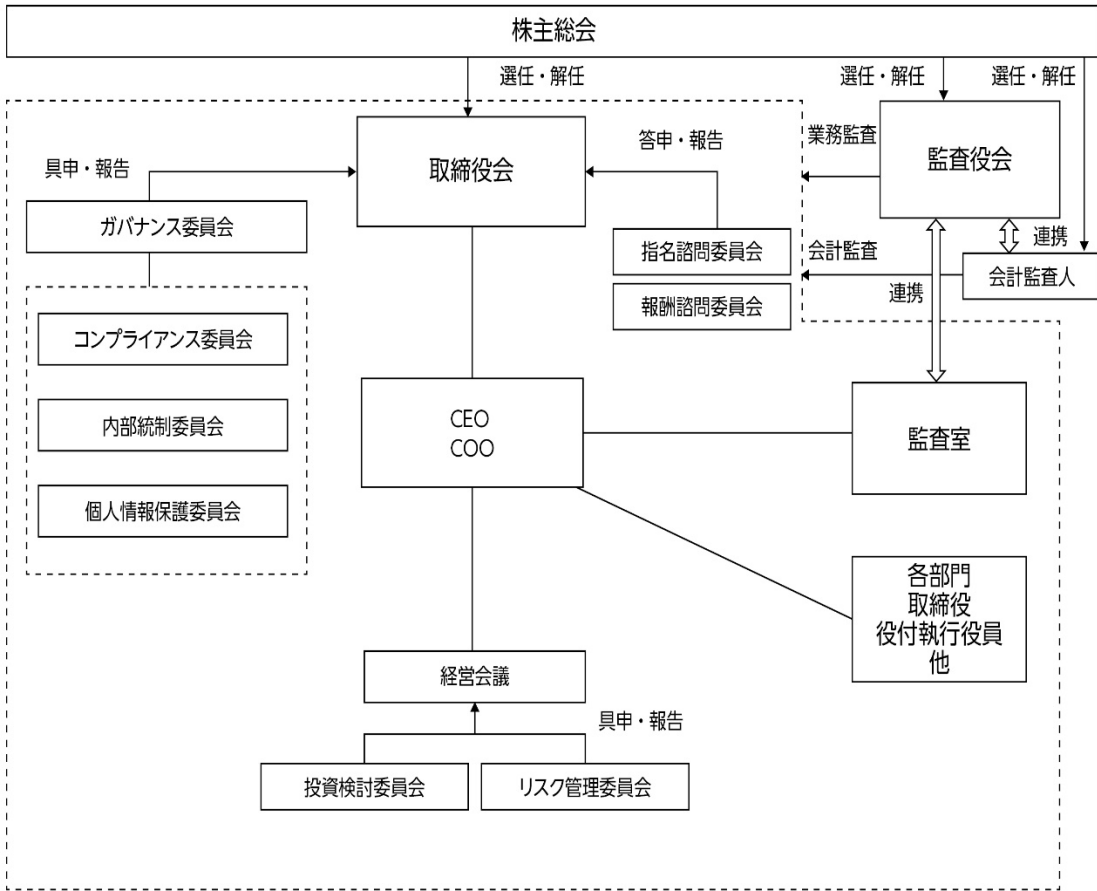 株主総会
選任・解任
選任・解任
選任・解任
取締役会
監査役会
業務監査
答申・報告
具申・報告
ガバナンス委員会
指名諮問委員会
報酬諮問委員会
会計監査
連携
連携
会計監査人
コンプライアンス委員会
内部統制委員会
個人情報保護委員会
CEO
COO
監査室
各部門
取締役
役付執行役員
他
経営会議
具申・報告
投資検討委員会
リスク管理委員会